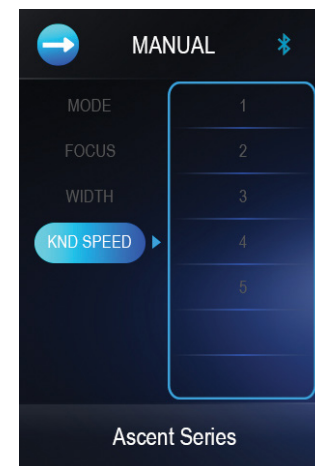 MANUAL
MODE
FOCUS
WIDTH
KND SPEED
1
2
3
4
5
Ascent Series